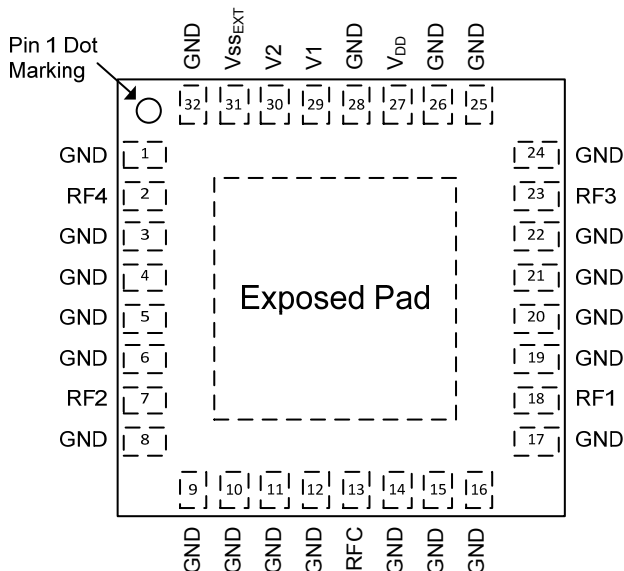 Pin 1 Dot
Marking
GND VssEXT V2 V1 GND VDD GND GND
32 31 30 29 28 27 26 25
GND 1 24 GND
RF4 2 23 RF3
GND 3 22 GND
GND 4 21 GND
GND 5 20 GND
GND 6 19 GND
RF2 7 18 RF1
GND 8 17 GND
Exposed Pad
9 10 11 12 13 14 15 16
GND GND GND GND RFC GND GND GND